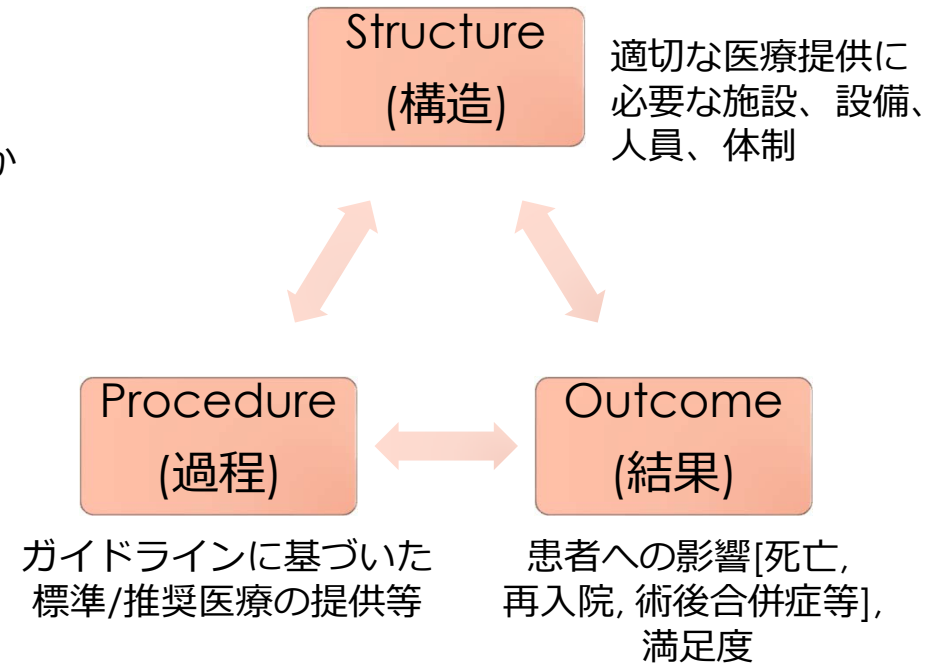 Structure
(構造)
適切な医療提供に
必要な施設、設備、
人員、体制
か
Procedure
(過程)
ガイドラインに基づいた
標準/推奨医療の提供等
Outcome
(結果)
患者への影響[死亡,
再入院, 術後合併症等],
満足度